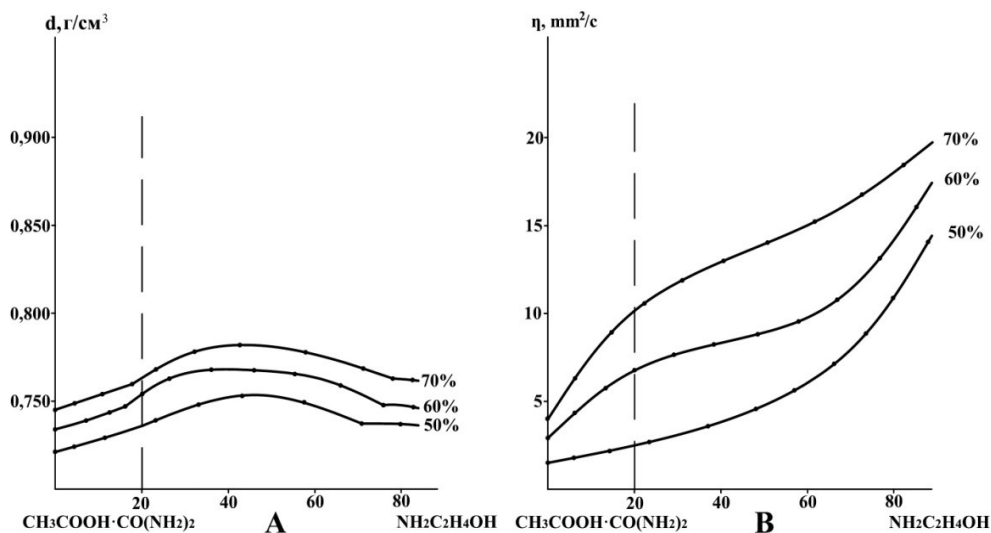 d, г/см³
0,900
0,850
0,800
0,750
70%
60%
50%
20 40 60 80
CH3COOH·CO(NH2)2 A NH2C2H4OH
η, mm²/c
20
15
10
5
70%
60%
50%
20 40 60 80
CH3COOH·CO(NH2)2 B NH2C2H4OH